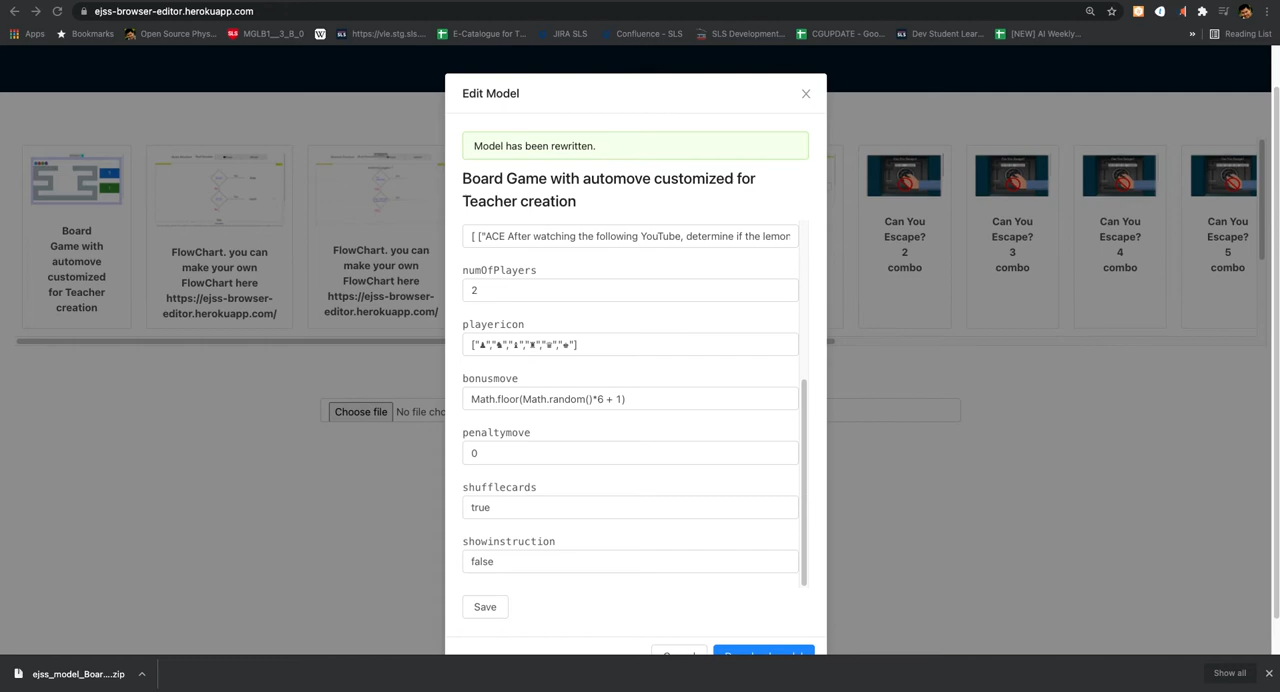 ejss-browser-editor.herokuapp.com
Apps
Bookmarks
Open Source Phys...
MGLB1__3_B_0
https://vle.stg.sls....
E-Catalogue for T...
JIRA SLS
Confluence - SLS
SLS Development...
CGUPDATE - Goo...
Dev Student Lear...
[NEW] AI Weekly...
»
Reading List
Edit Model
Model has been rewritten.
Board Game with automove customized for
Teacher creation
[ ["ACE After watching the following YouTube, determine if the lemor
numOfPlayers
2
playericon
["♟","♞","♝","♜","♛","♚"]
bonusmove
Math.floor(Math.random()*6 + 1)
penaltymove
0
shufflecards
true
showinstruction
false
Save
Board
Game with
automove
customized
for Teacher
creation
FlowChart. you can
make your own
FlowChart here
https://ejss-browser-
editor.herokuapp.com/
FlowChart. you can
make your own
FlowChart here
https://ejss-browser-
editor.herokuapp.com/
Can You
Escape?
2
combo
Can You
Escape?
3
combo
Can You
Escape?
4
combo
Can You
Escape?
5
combo
Choose file
No file cho
ejss_model_Boar....zip
Show all